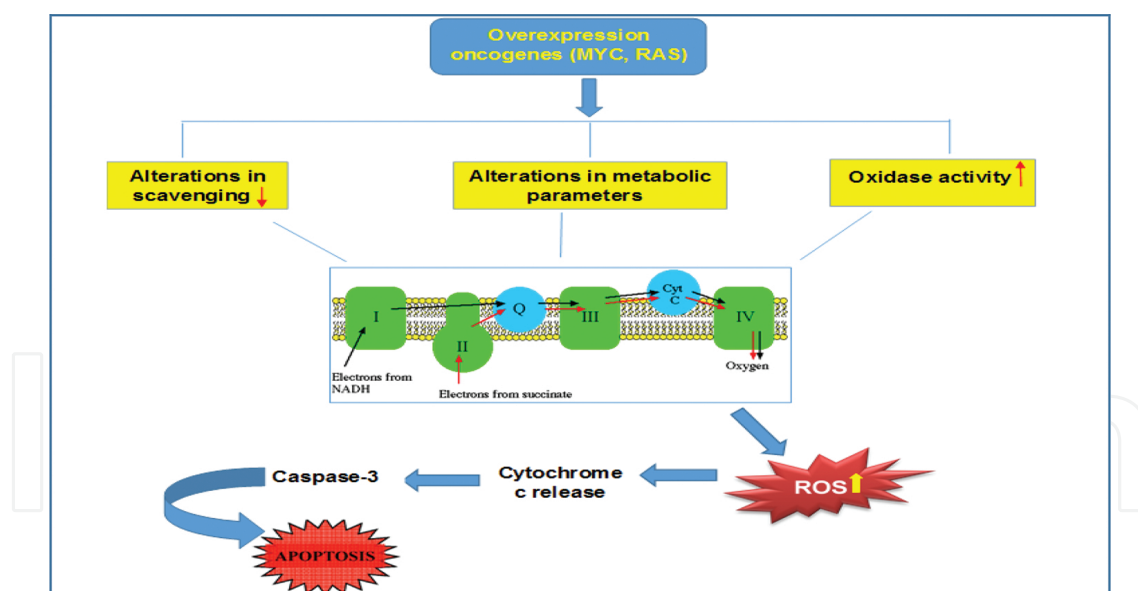 Overexpression
oncogenes (MYC, RAS)
Alterations in
scavenging
Alterations in metabolic
parameters
Oxidase activity
I
II
Q
III
Cyt
C
IV
Electrons from
NADH
Electrons from succinate
Oxygen
Caspase-3
Cytochrome
c release
ROS
APOPTOSIS